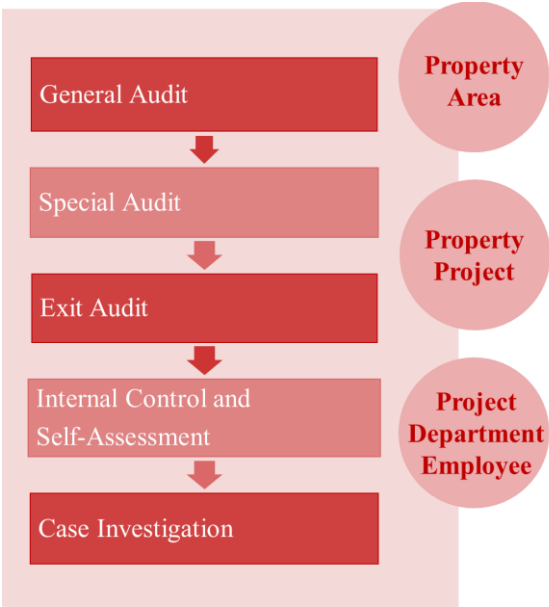 General Audit
Special Audit
Exit Audit
Internal Control and
Self-Assessment
Case Investigation
Property
Area
Property
Project
Project
Department
Employee